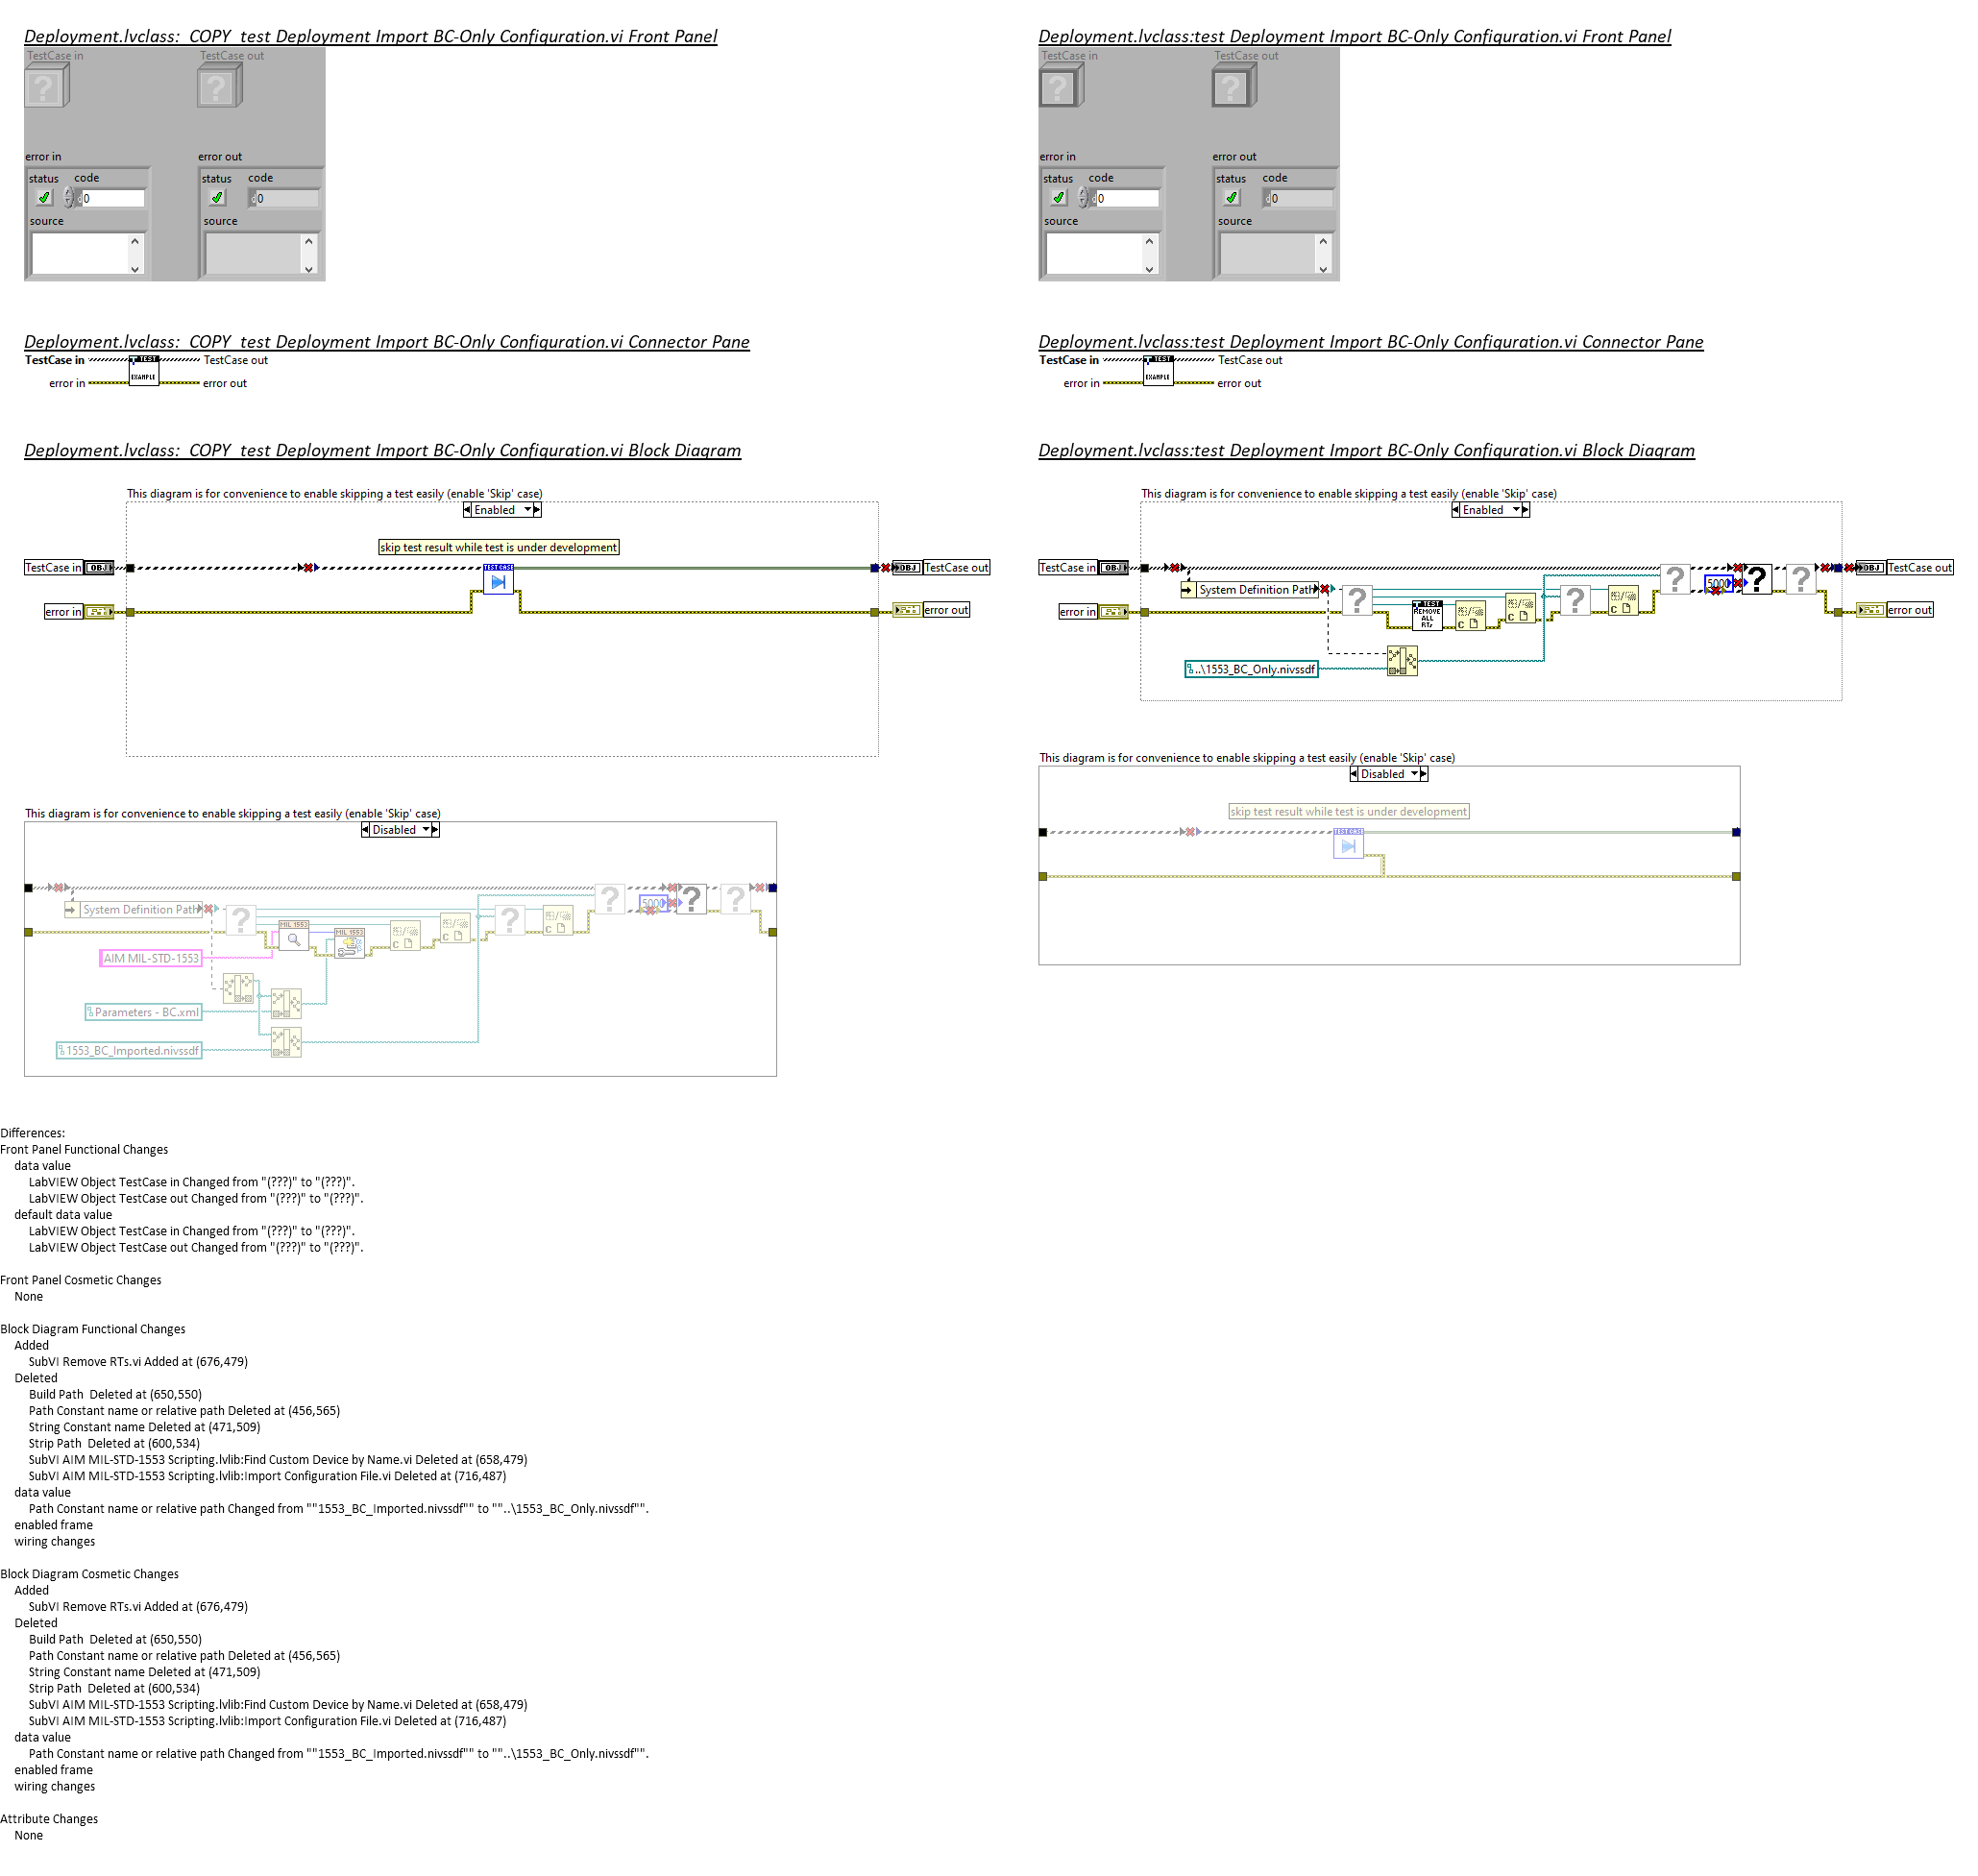 Deployment.lvclass:  COPY  test Deployment Import BC-Only Configuration.vi Front Panel
TestCase in
TestCase out
error in
error out
status code
status code
0
0
source
source
Deployment.lvclass:  COPY  test Deployment Import BC-Only Configuration.vi Connector Pane
TestCase in
TEST
TestCase out
error in
EXAMPLE
error out
Deployment.lvclass:  COPY  test Deployment Import BC-Only Configuration.vi Block Diagram
This diagram is for convenience to enable skipping a test easily (enable 'Skip' case)
Enabled
skip test result while test is under development
TestCase in
OBJ
TEST CASE
OBJ
TestCase out
error in
error out
This diagram is for convenience to enable skipping a test easily (enable 'Skip' case)
Disabled
System Definition Path
5000
MIL 1553
MIL 1553
AIM MIL-STD-1553
Parameters - BC.xml
1553_BC_Imported.nivssdf
Deployment.lvclass:test Deployment Import BC-Only Configuration.vi Front Panel
TestCase in
TestCase out
error in
error out
status code
status code
0
0
source
source
Deployment.lvclass:test Deployment Import BC-Only Configuration.vi Connector Pane
TestCase in
TEST
TestCase out
error in
EXAMPLE
error out
Deployment.lvclass:test Deployment Import BC-Only Configuration.vi Block Diagram
This diagram is for convenience to enable skipping a test easily (enable 'Skip' case)
Enabled
TestCase in
OBJ
OBJ
TestCase out
System Definition Path
5000
error in
TEST
REMOVE
ALL
RTs
error out
..\1553_BC_Only.nivssdf
This diagram is for convenience to enable skipping a test easily (enable 'Skip' case)
Disabled
skip test result while test is under development
TEST CASE
Differences:
Front Panel Functional Changes
data value
LabVIEW Object TestCase in Changed from "(???)" to "(???)".
LabVIEW Object TestCase out Changed from "(???)" to "(???)".
default data value
LabVIEW Object TestCase in Changed from "(???)" to "(???)".
LabVIEW Object TestCase out Changed from "(???)" to "(???)".
Front Panel Cosmetic Changes
None
Block Diagram Functional Changes
Added
SubVI Remove RTs.vi Added at (676,479)
Deleted
Build Path  Deleted at (650,550)
Path Constant name or relative path Deleted at (456,565)
String Constant name Deleted at (471,509)
Strip Path  Deleted at (600,534)
SubVI AIM MIL-STD-1553 Scripting.lvlib:Find Custom Device by Name.vi Deleted at (658,479)
SubVI AIM MIL-STD-1553 Scripting.lvlib:Import Configuration File.vi Deleted at (716,487)
data value
Path Constant name or relative path Changed from ""1553_BC_Imported.nivssdf"" to ""..\1553_BC_Only.nivssdf"".
enabled frame
wiring changes
Block Diagram Cosmetic Changes
Added
SubVI Remove RTs.vi Added at (676,479)
Deleted
Build Path  Deleted at (650,550)
Path Constant name or relative path Deleted at (456,565)
String Constant name Deleted at (471,509)
Strip Path  Deleted at (600,534)
SubVI AIM MIL-STD-1553 Scripting.lvlib:Find Custom Device by Name.vi Deleted at (658,479)
SubVI AIM MIL-STD-1553 Scripting.lvlib:Import Configuration File.vi Deleted at (716,487)
data value
Path Constant name or relative path Changed from ""1553_BC_Imported.nivssdf"" to ""..\1553_BC_Only.nivssdf"".
enabled frame
wiring changes
Attribute Changes
None